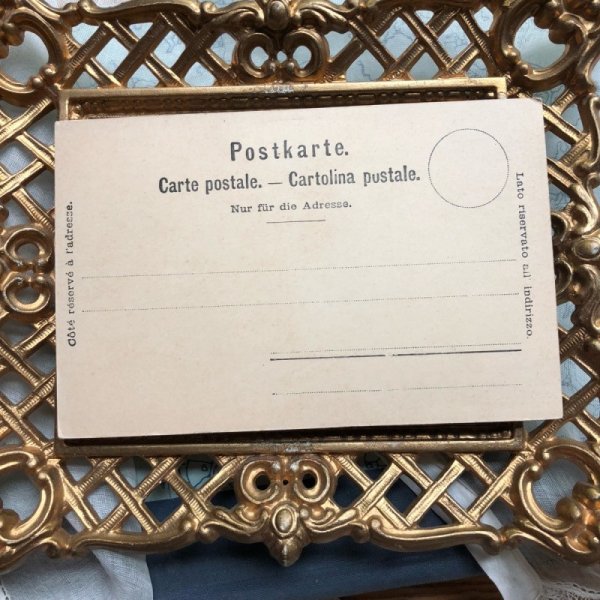 Postkarte.
Carte postale. — Cartolina postale.
Nur für die Adresse.
Côté réservé à l'adresse.
Lato riservato all' indirizzo.